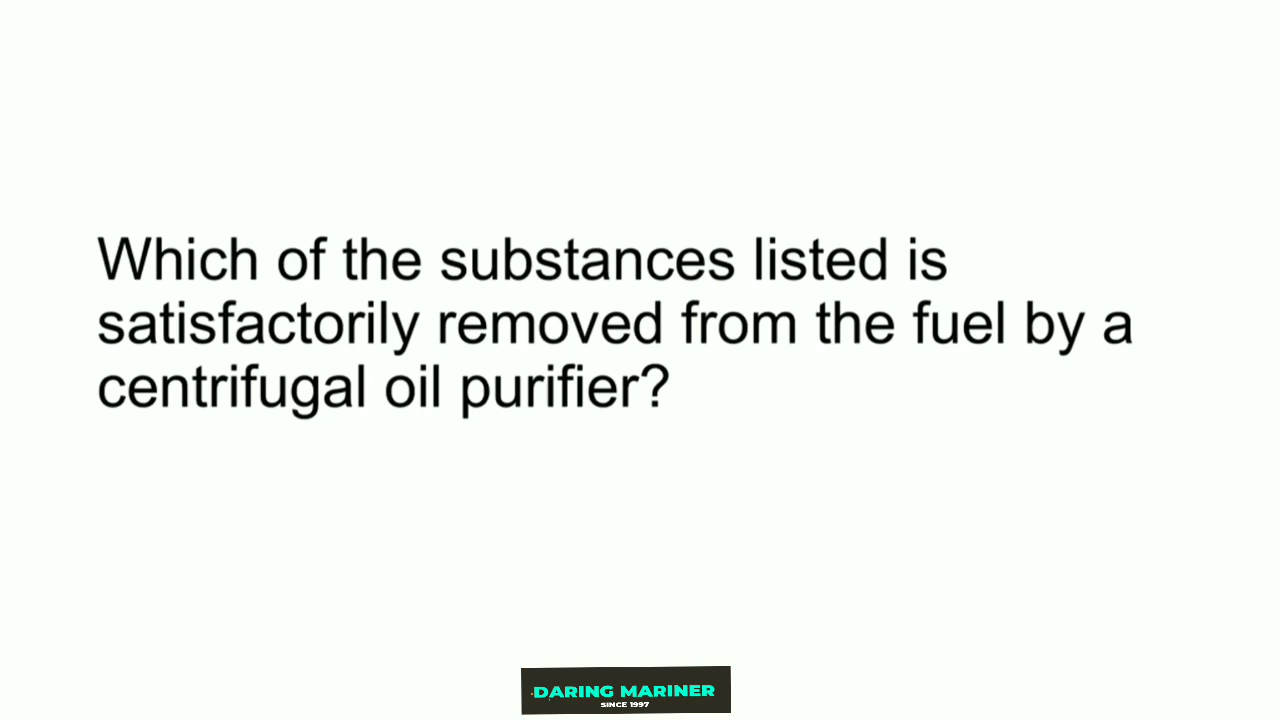 Which of the substances listed is
satisfactorily removed from the fuel by a
centrifugal oil purifier?
DARING MARINER
SINCE 1997